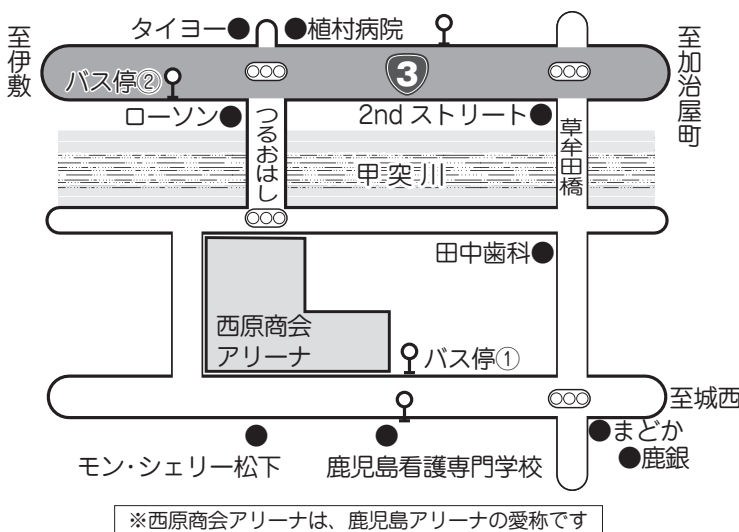 タイヨー●
●植村病院
至伊敷
至加治屋町
バス停②
3
ローソン●
つるおはし
2nd ストリート●
草牟田橋
甲突川
田中歯科●
西原商会
アリーナ
バス停①
至城西
●まどか
●鹿銀
モン・シェリー松下
鹿児島看護専門学校
※西原商会アリーナは、鹿児島アリーナの愛称です